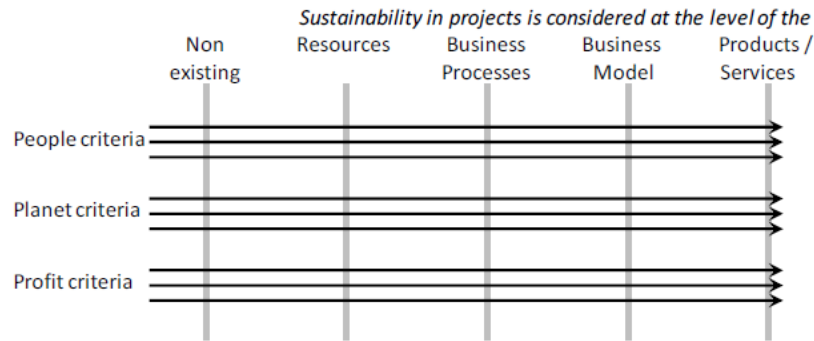 Sustainability in projects is considered at the level of the
Non existing
Resources
Business Processes
Business Model
Products / Services
People criteria
Planet criteria
Profit criteria